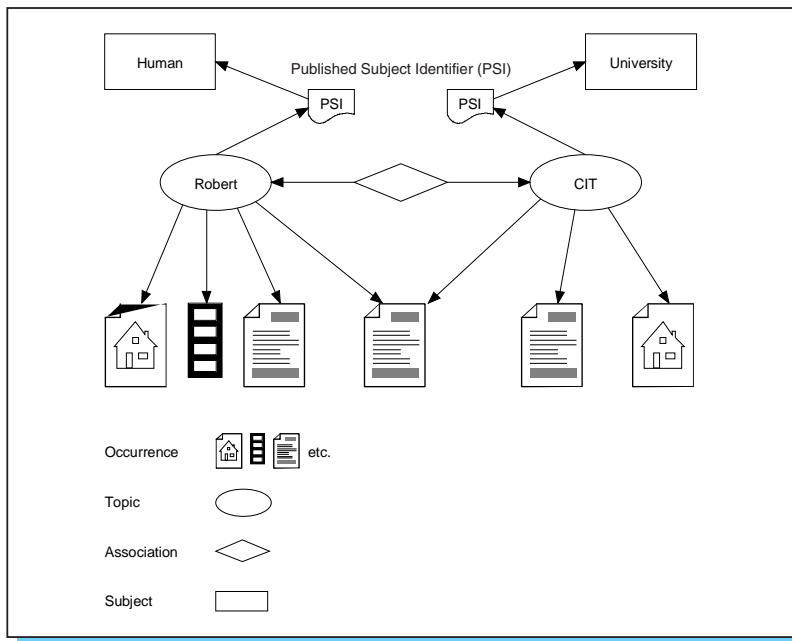 Human
Published Subject Identifier (PSI)
University
PSI
PSI
Robert
CIT
Occurrence
etc.
Topic
Association
Subject